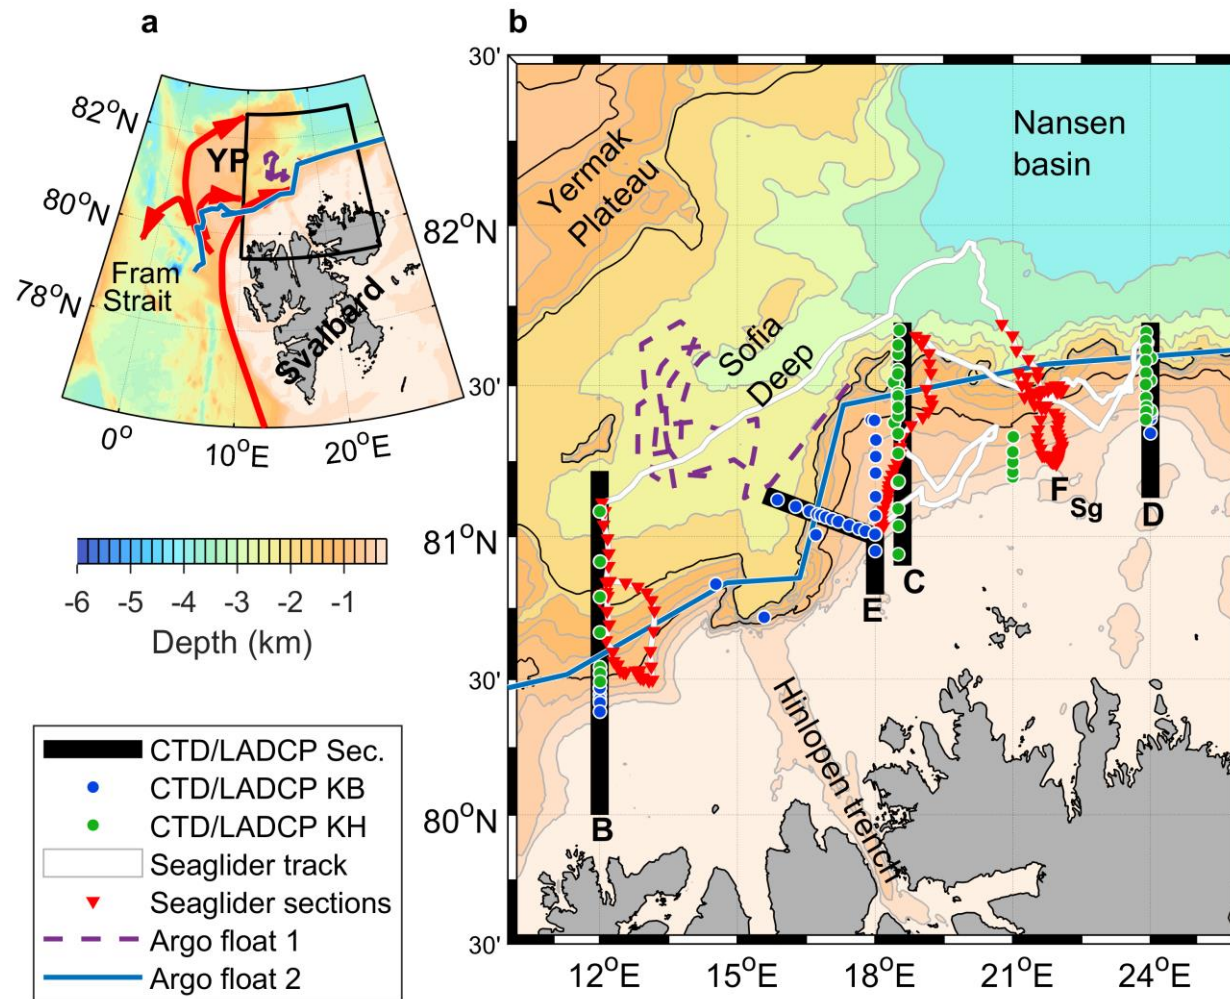 a
82°N
80°N
78°N
YP
Fram
Strait
Svalbard
0°
10°E
20°E
-6 -5 -4 -3 -2 -1
Depth (km)
CTD/LADCP Sec.
CTD/LADCP KB
CTD/LADCP KH
Seaglider track
Seaglider sections
Argo float 1
Argo float 2
b
30'
82°N
30'
81°N
30'
80°N
30'
Yermak
Plateau
Nansen
basin
Sofia
Deep
Hinlopen trench
B
E
C
F Sg
D
12°E 15°E 18°E 21°E 24°E